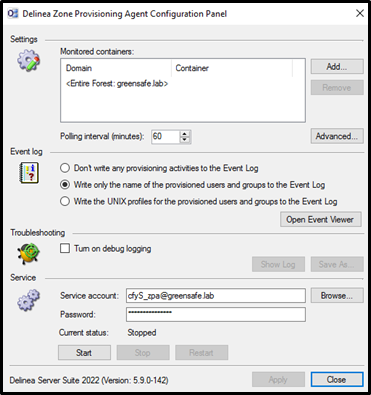 Delinea Zone Provisioning Agent Configuration Panel
Settings
Monitored containers:
Domain Container
<Entire Forest: greensafe.lab>
Add...
Remove
Polling interval (minutes): 60
Advanced...
Event log
Don't write any provisioning activities to the Event Log
Write only the name of the provisioned users and groups to the Event Log
Write the UNIX profiles for the provisioned users and groups to the Event Log
Open Event Viewer
Troubleshooting
Turn on debug logging
Show Log Save As...
Service
Service account: cfyS_zpa@greensafe.lab Browse...
Password:
Current status: Stopped
Start Stop Restart
Delinea Server Suite 2022 (Version: 5.9.0-142) Apply Close